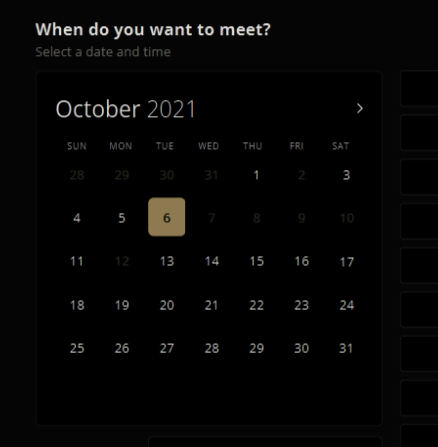 When do you want to meet?
Select a date and time
October 2021
SUN MON TUE WED THU FRI SAT
28 29 30 31 1 2 3
4 5 6 7 8 9 10
11 12 13 14 15 16 17
18 19 20 21 22 23 24
25 26 27 28 29 30 31